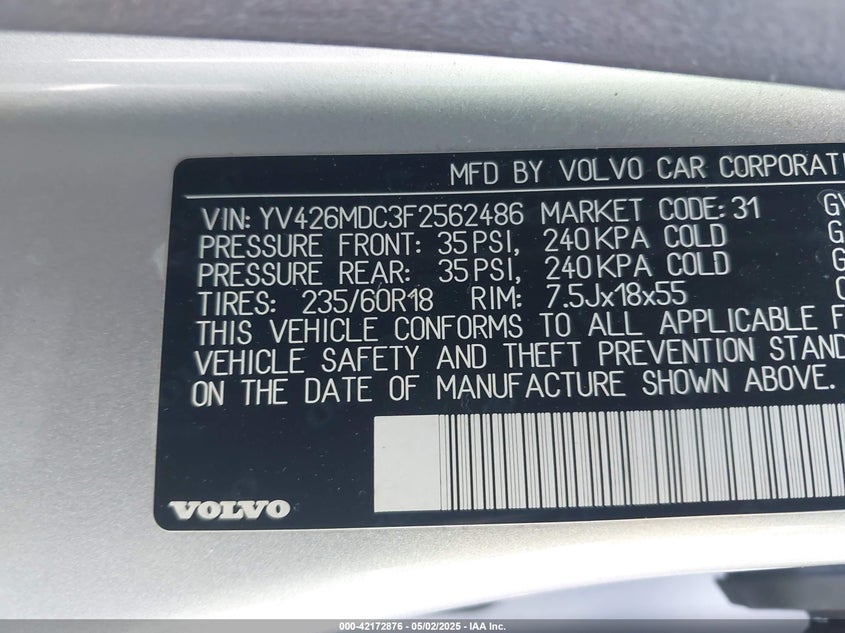 MFD BY VOLVO CAR CORPORATI
VIN: YV426MDC3F2562486 MARKET CODE: 31 GV
PRESSURE FRONT: 35 PSI, 240 KPA COLD G
PRESSURE REAR: 35 PSI, 240 KPA COLD G
TIRES: 235/60R18 RIM: 7.5Jx18x55
THIS VEHICLE CONFORMS TO ALL APPLICABLE F
VEHICLE SAFETY AND THEFT PREVENTION STAND
ON THE DATE OF MANUFACTURE SHOWN ABOVE.
VOLVO
000-42172876 - 05/02/2025 - IAA Inc.